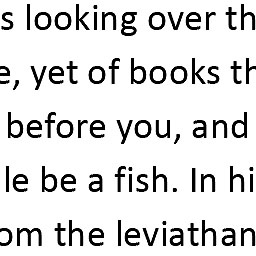 s looking over th
e, yet of books th
before you, and
le be a fish. In hi
om the leviathan